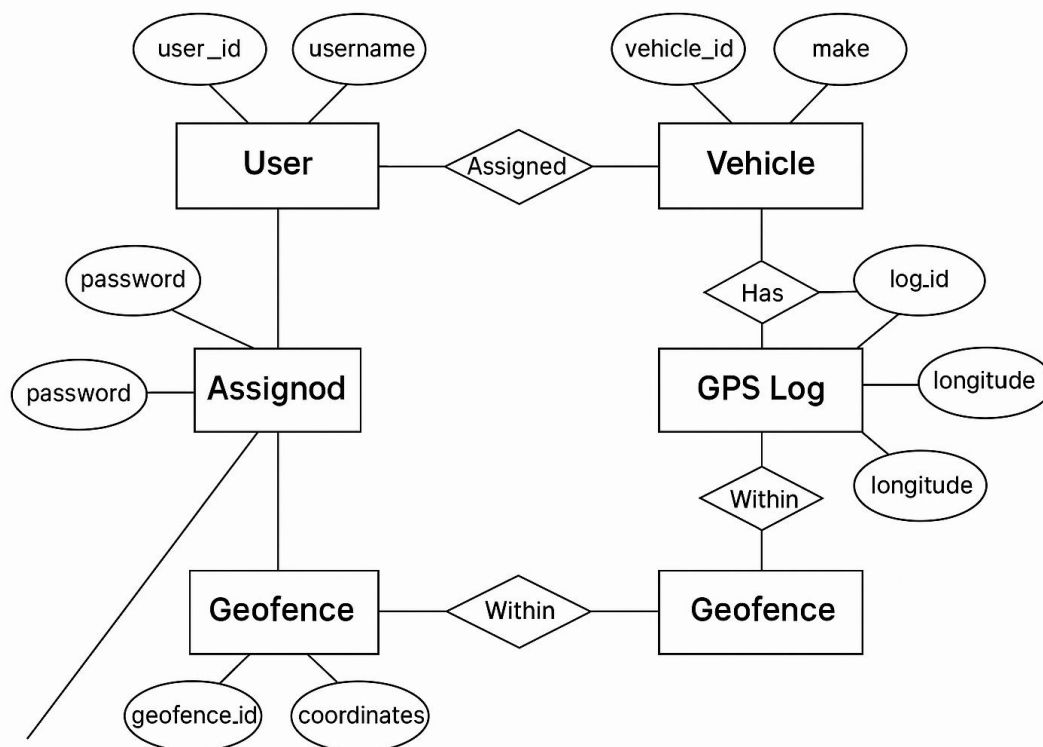 user_id
username
vehicle_id
make
User
Assigned
Vehicle
password
Has
log_id
password
Assignod
GPS Log
longitude
Within
longitude
Geofence
Within
Geofence
geofence_id
coordinates